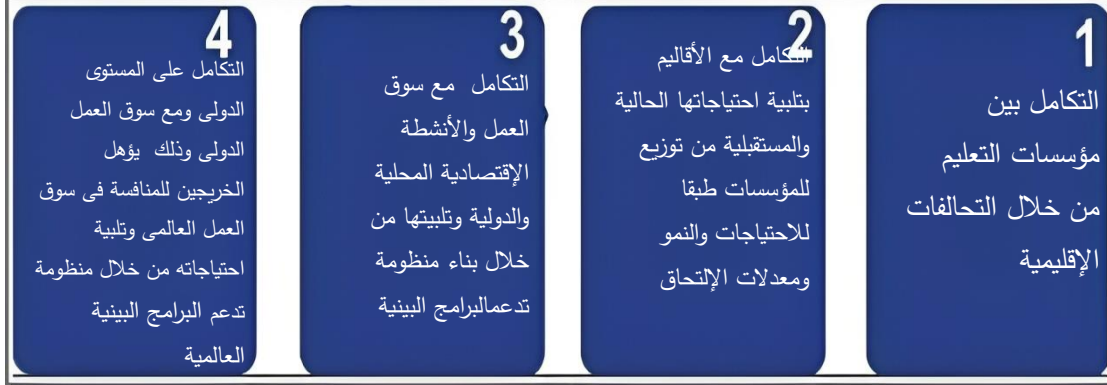 1
التكامل بين
مؤسسات التعليم
من خلال التحالفات
الإقليمية
2
التكامل مع الأقاليم
بتلبية احتياجاتها الحالية
والمستقبلية من توزيع
للمؤسسات طبقا
للاحتياجات والنمو
ومعدلات الإلتحاق
3
التكامل مع سوق
العمل والأنشطة
الإقتصادية المحلية
والدولية وتلبيتها من
خلال بناء منظومة
تدعمالبرامج البينية
4
التكامل على المستوى
الدولى ومع سوق العمل
الدولى وذلك يؤهل
الخريجين للمنافسة فى سوق
العمل العالمى وتلبية
احتياجاته من خلال منظومة
تدعم البرامج البينية
العالمية